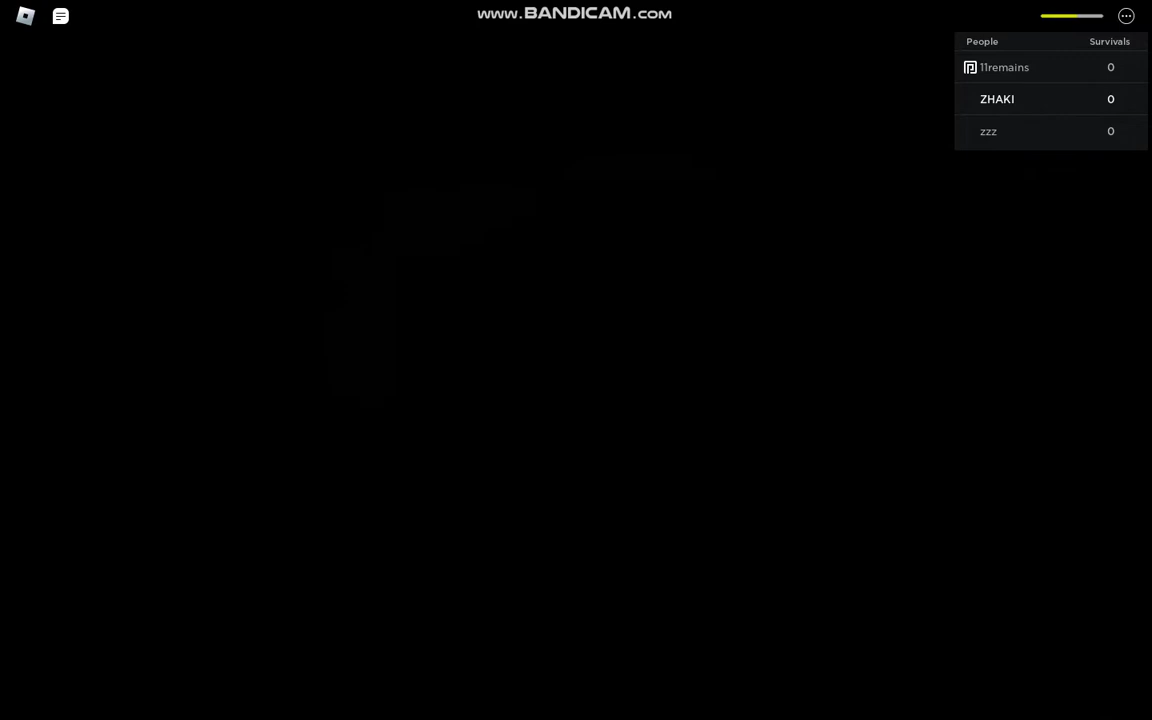 www.BANDICAM.com
People Survivals
11remains 0
ZHAKI 0
zzz 0